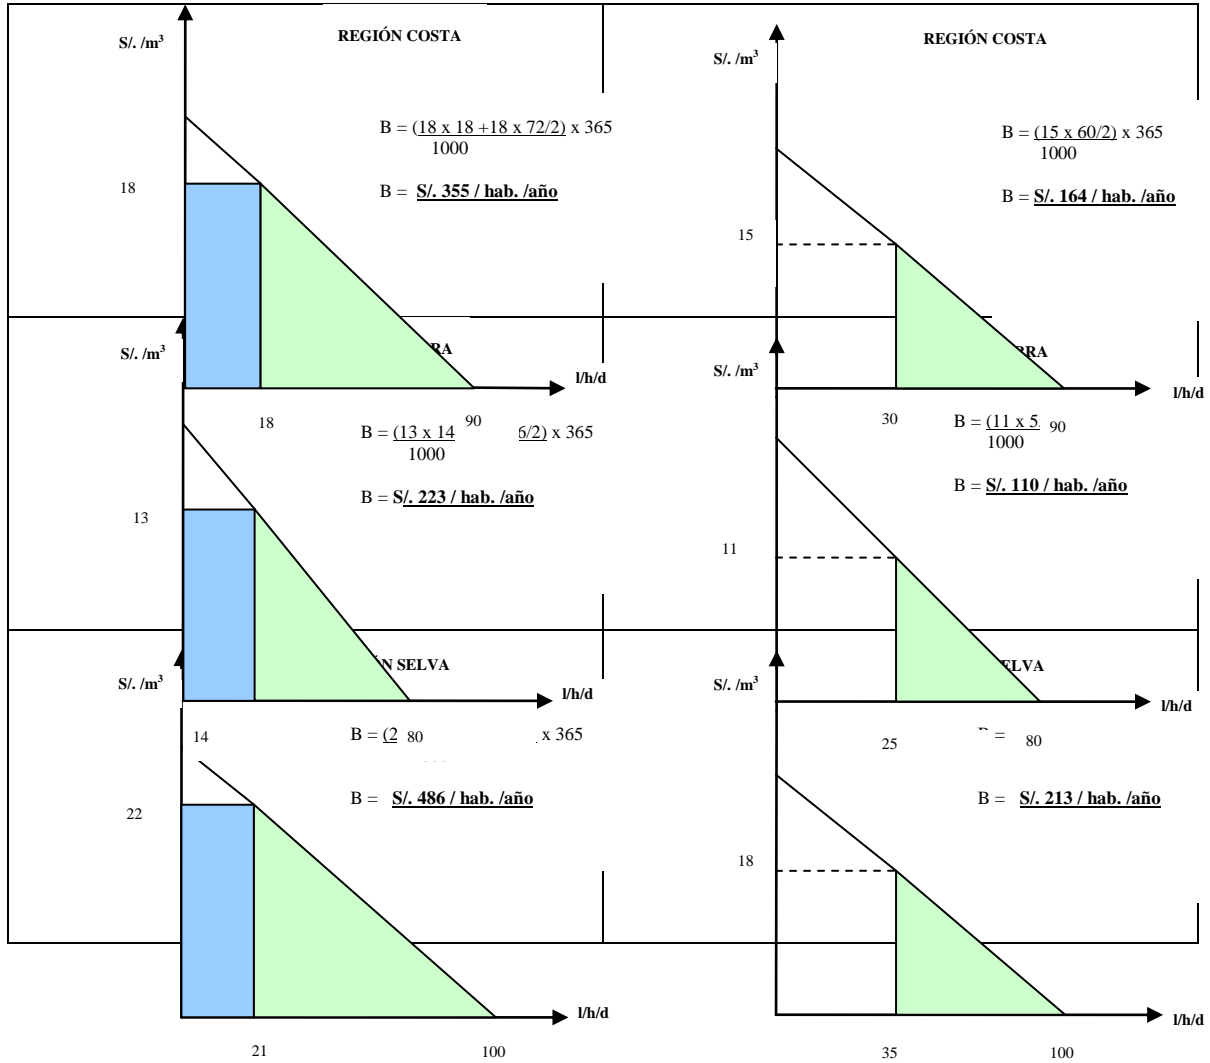 REGIÓN COSTA
S/. /m³
B = (18 x 18 +18 x 72/2) x 365
1000
B = S/. 355 / hab. /año
18
l/h/d
18
90
REGIÓN COSTA
S/. /m³
B = (15 x 60/2) x 365
1000
B = S/. 164 / hab. /año
15
l/h/d
30
90
S/. /m³
B = (13 x 14 6/2) x 365
1000
B = S/. 223 / hab. /año
13
l/h/d
14
80
S/. /m³
B = (11 x 5
1000
B = S/. 110 / hab. /año
11
l/h/d
25
80
N SELVA
S/. /m³
B = (2 x 365
B = S/. 486 / hab. /año
22
l/h/d
21
100
ELVA
S/. /m³
B =
B = S/. 213 / hab. /año
18
l/h/d
35
100